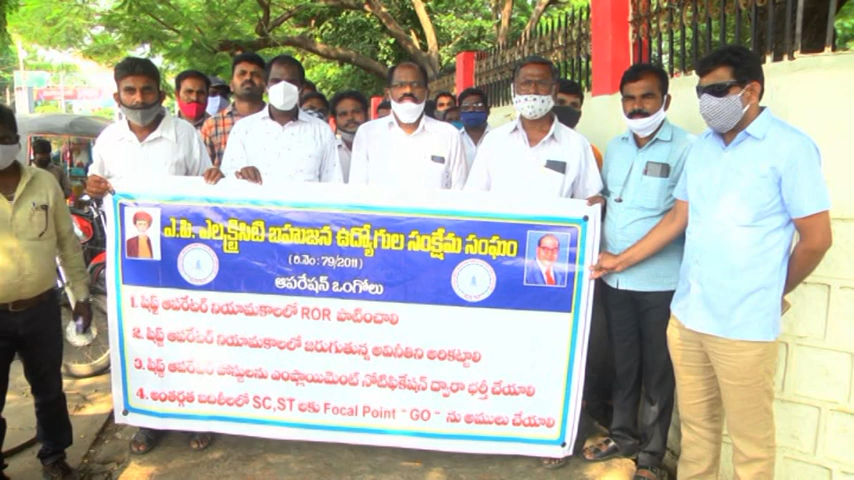 ఎ.పి. ఎలక్ట్రిసిటి బహుజన ఉద్యోగుల సంక్షేమ సంఘం
(రి.నెం : 79/2011)
ఆపరేషన్ ఒంగోలు
1. షిఫ్ట్ ఆపరేటర్ నియామకాలలో ROR పాటించాలి
2. షిఫ్ట్ ఆపరేటర్ నియామకాలలో జరుగుతున్న అవినీతిని అరికట్టాలి
3. షిఫ్ట్ ఆపరేటర్ పోస్టులను ఎంప్లాయిమెంట్ నోటిఫికేషన్ ద్వారా భర్తీ చేయాలి
4. అంతర్గత బదిలీలలో SC,ST లకు Focal Point "GO" ను అమలు చేయాలి